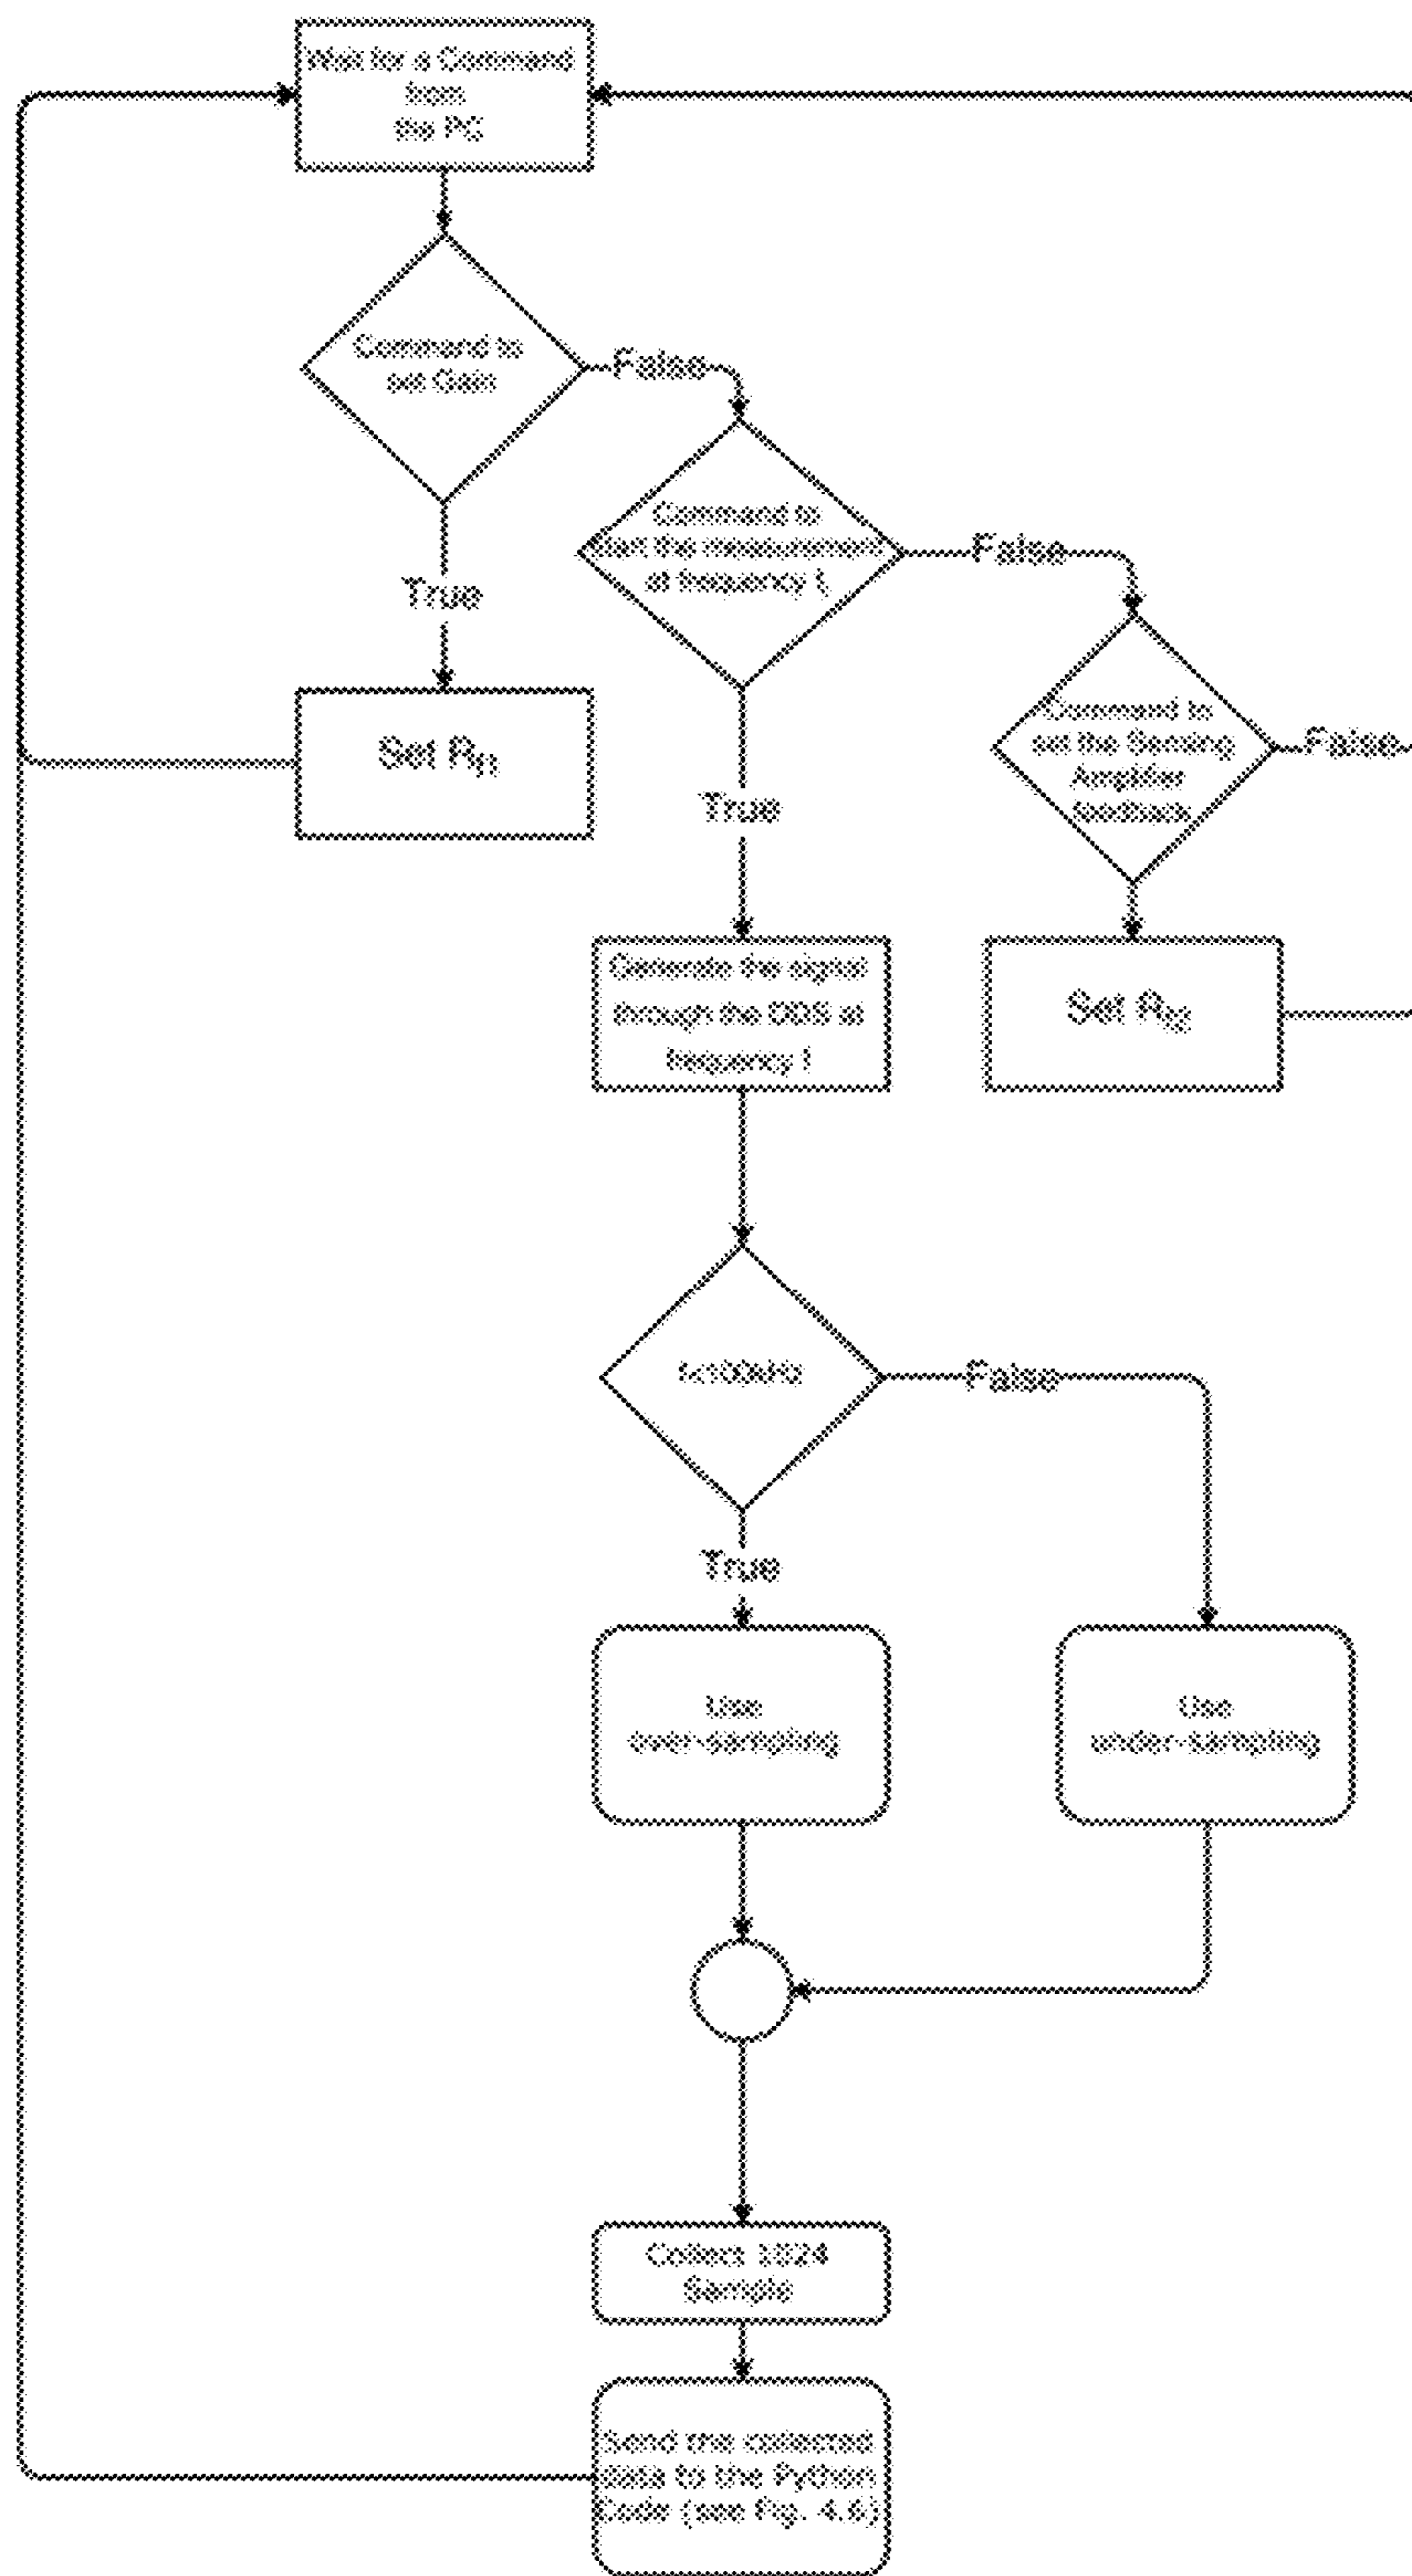 Wait for a Command
from
the PC
Command to
set Gain
False
Command to
start the measurement
at frequency f
False
True
Command to
set the Sensing
Amplifier
feedback
False
Set
True
Generate the signal
through the DDS at
frequency f
Set
f<100kHz
False
True
Use
over-sampling
Use
under-sampling
Collect 1024
Sample
Send the collected
data to the Python
Code (see Fig. 4.6)